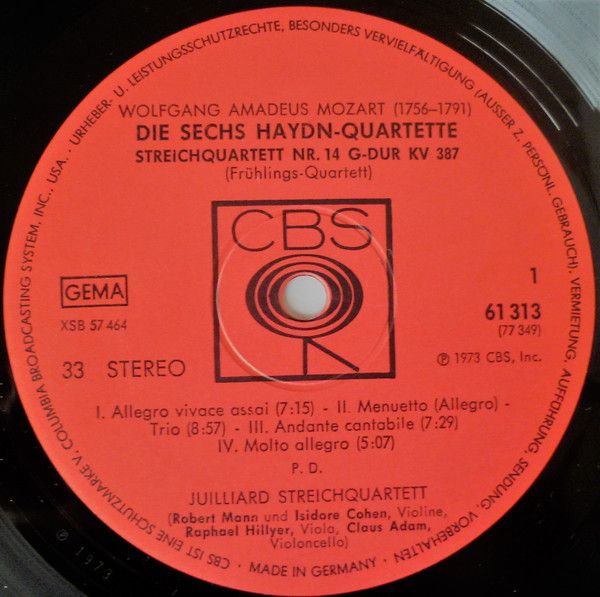 URHEBER- U. LEISTUNGSSCHUTZRECHTE, BESONDERS VERVIELFÄLTIGUNG (AUSSER Z. PERSÖNL. GEBRAUCH), VERMIETUNG, AUFFÜHRUNG, SENDUNG, VORBEHALTEN
WOLFGANG AMADEUS MOZART (1756–1791)
DIE SECHS HAYDN-QUARTETTE
STREICHQUARTETT NR. 14 G-DUR KV 387
(Frühlings-Quartett)
CBS
GEMA
XSB 57 464
33 STEREO
1
61 313
(77 349)
℗ 1973 CBS, Inc.
I. Allegro vivace assai (7:15) - II. Menuetto (Allegro) -
Trio (8:57) - III. Andante cantabile (7:29)
IV. Molto allegro (5:07)
P. D.
JUILLIARD STREICHQUARTETT
(Robert Mann und Isidore Cohen, Violine,
Raphael Hillyer, Viola, Claus Adam,
Violoncello)
CBS IST EINE SCHUTZMARKE V. COLUMBIA BROADCASTING SYSTEM, INC., USA. ·
· MADE IN GERMANY ·
℗ 1973